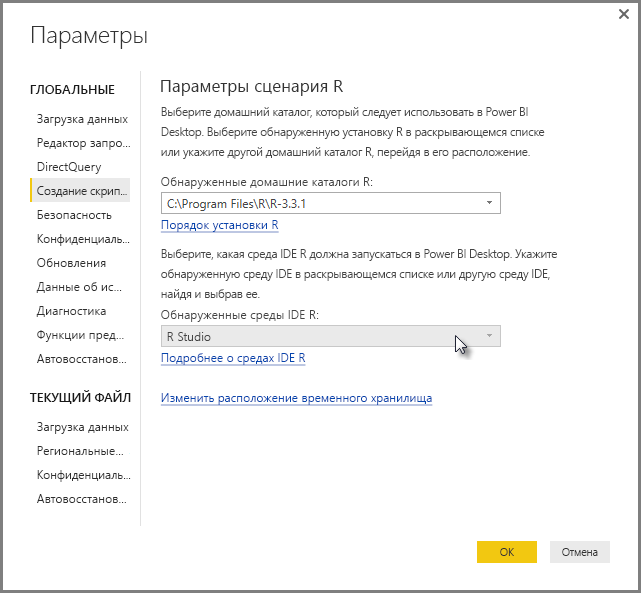 Параметры
ГЛОБАЛЬНЫЕ
Загрузка данных
Редактор запро...
DirectQuery
Создание скрип...
Безопасность
Конфиденциаль...
Обновления
Данные об ис...
Диагностика
Функции пред...
Автовосстанов...
ТЕКУЩИЙ ФАЙЛ
Загрузка данных
Региональные...
Конфиденциаль...
Автовосстанов...
Параметры сценария R
Выберите домашний каталог, который следует использовать в Power BI
Desktop. Выберите обнаруженную установку R в раскрывающемся списке
или укажите другой домашний каталог R, перейдя в его расположение.
Обнаруженные домашние каталоги R:
C:\Program Files\R\R-3.3.1
Порядок установки R
Выберите, какая среда IDE R должна запускаться в Power BI Desktop. Укажите
обнаруженную среду IDE в раскрывающемся списке или другую среду IDE,
найдя и выбрав ее.
Обнаруженные среды IDE R:
R Studio
Подробнее о средах IDE R
Изменить расположение временного хранилища
ОК
Отмена